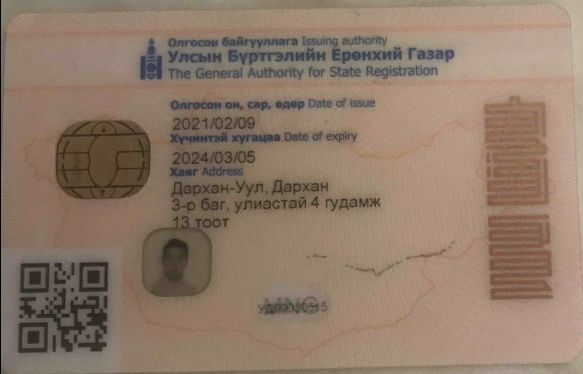 Олгосон байгууллага Issuing authority
Улсын Бүртгэлийн Ерөнхий Газар
The General Authority for State Registration
Олгосон он, сар, өдөр Date of issue
2021/02/09
Хүчинтэй хугацаа Date of expiry
2024/03/05
Хаяг Address
Дархан-Уул, Дархан
3-р баг, улиастай 4 гудамж
13 тоот
MNG